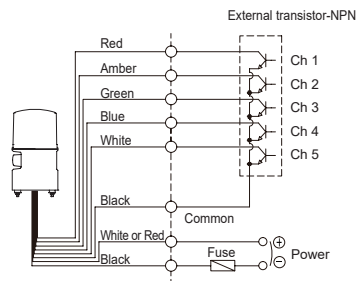 External transistor-NPN
Red
Ch 1
Amber
Ch 2
Green
Ch 3
Blue
Ch 4
White
Ch 5
Black
Common
White or Red
⊕
Fuse
Power
Black
⊖